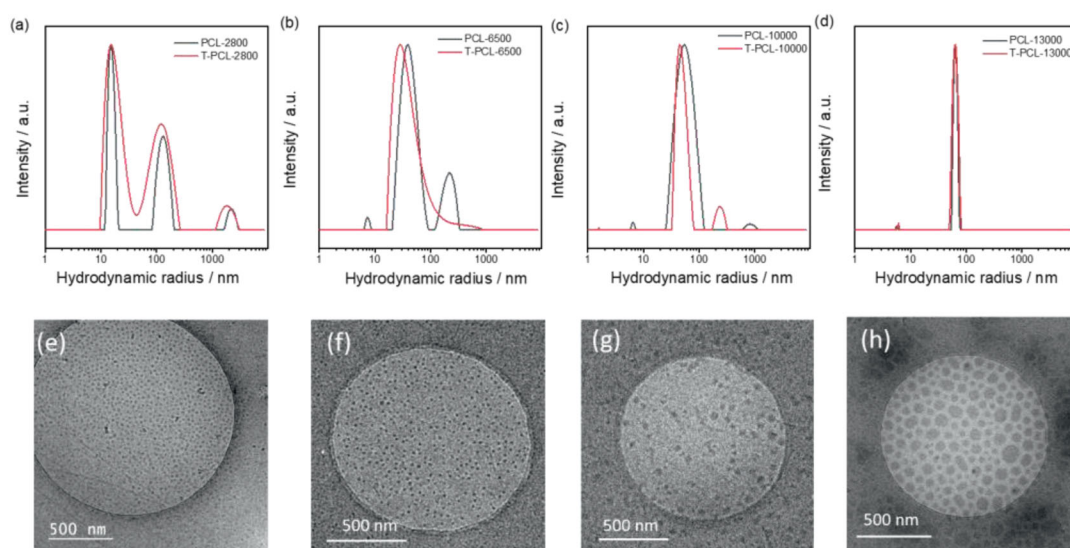 (a)
PCL-2800
T-PCL-2800
Intensity / a.u.
1 10 100 1000
Hydrodynamic radius / nm
(b)
PCL-6500
T-PCL-6500
Intensity / a.u.
1 10 100 1000
Hydrodynamic radius / nm
(c)
PCL-10000
T-PCL-10000
Intensity / a.u.
1 10 100 1000
Hydrodynamic radius / nm
(d)
PCL-13000
T-PCL-13000
Intensity / a.u.
1 10 100 1000
Hydrodynamic radius / nm
(e)
500 nm
(f)
500 nm
(g)
500 nm
(h)
500 nm